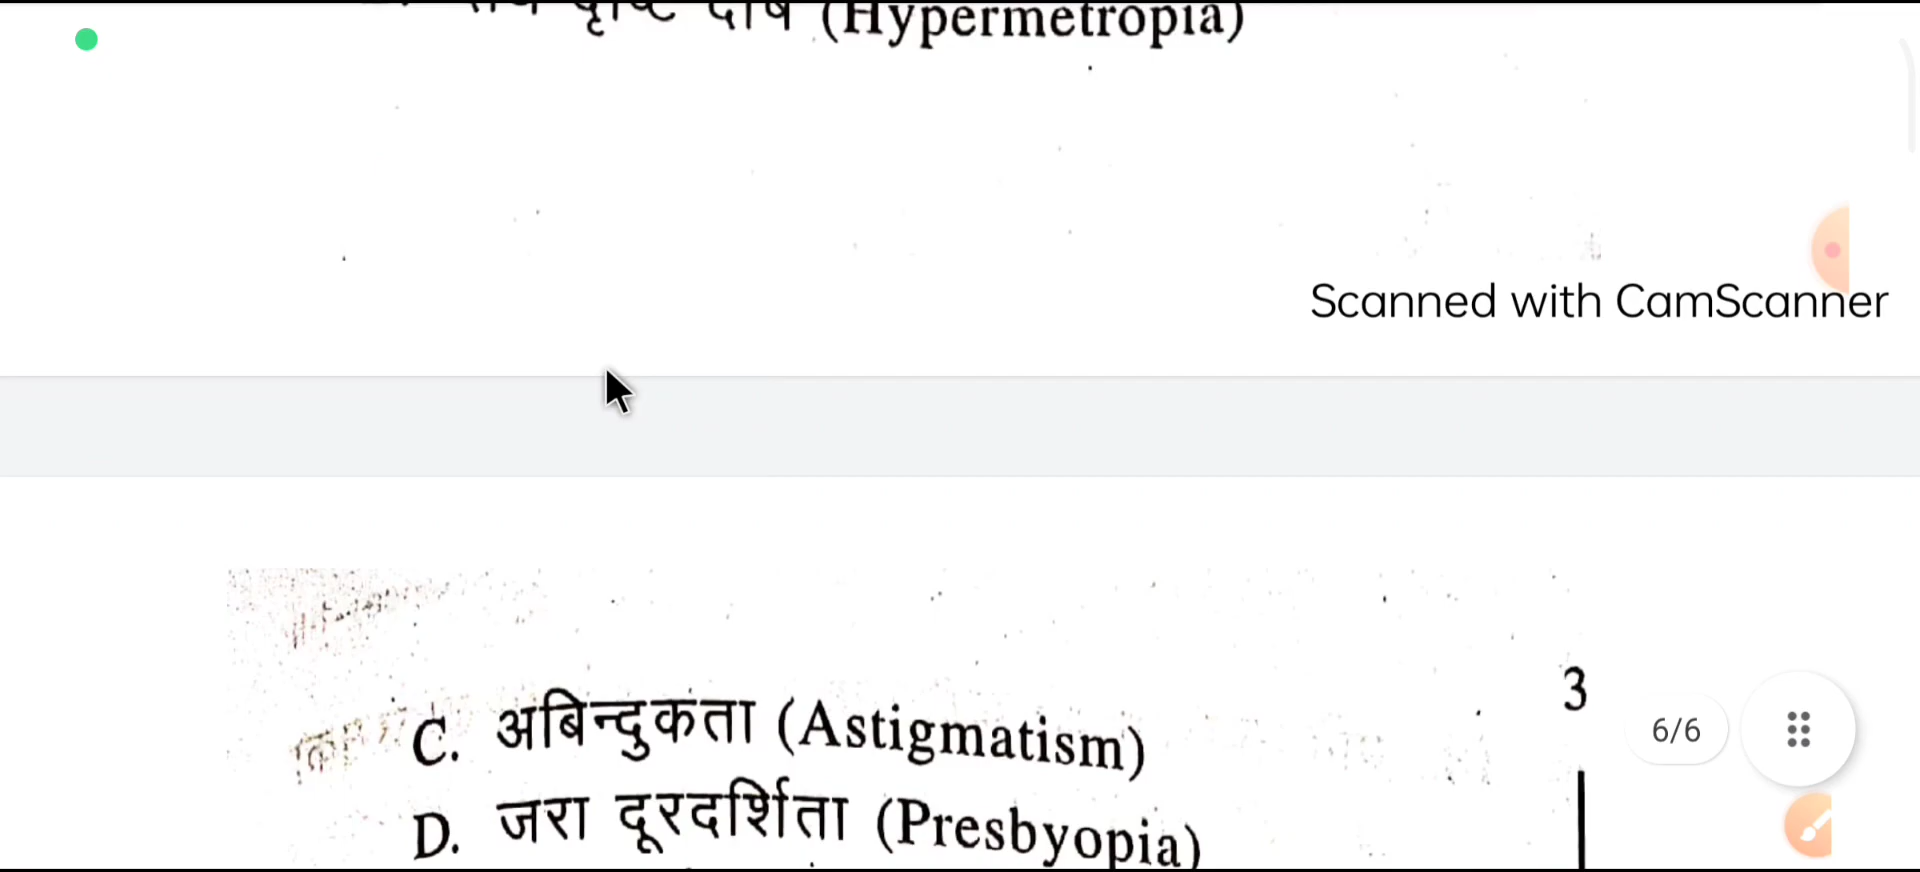 (Hypermetropia)
Scanned with CamScanner
3
C. अबिन्दुकता (Astigmatism)
6/6
D. जरा दूरदर्शिता (Presbyopia)